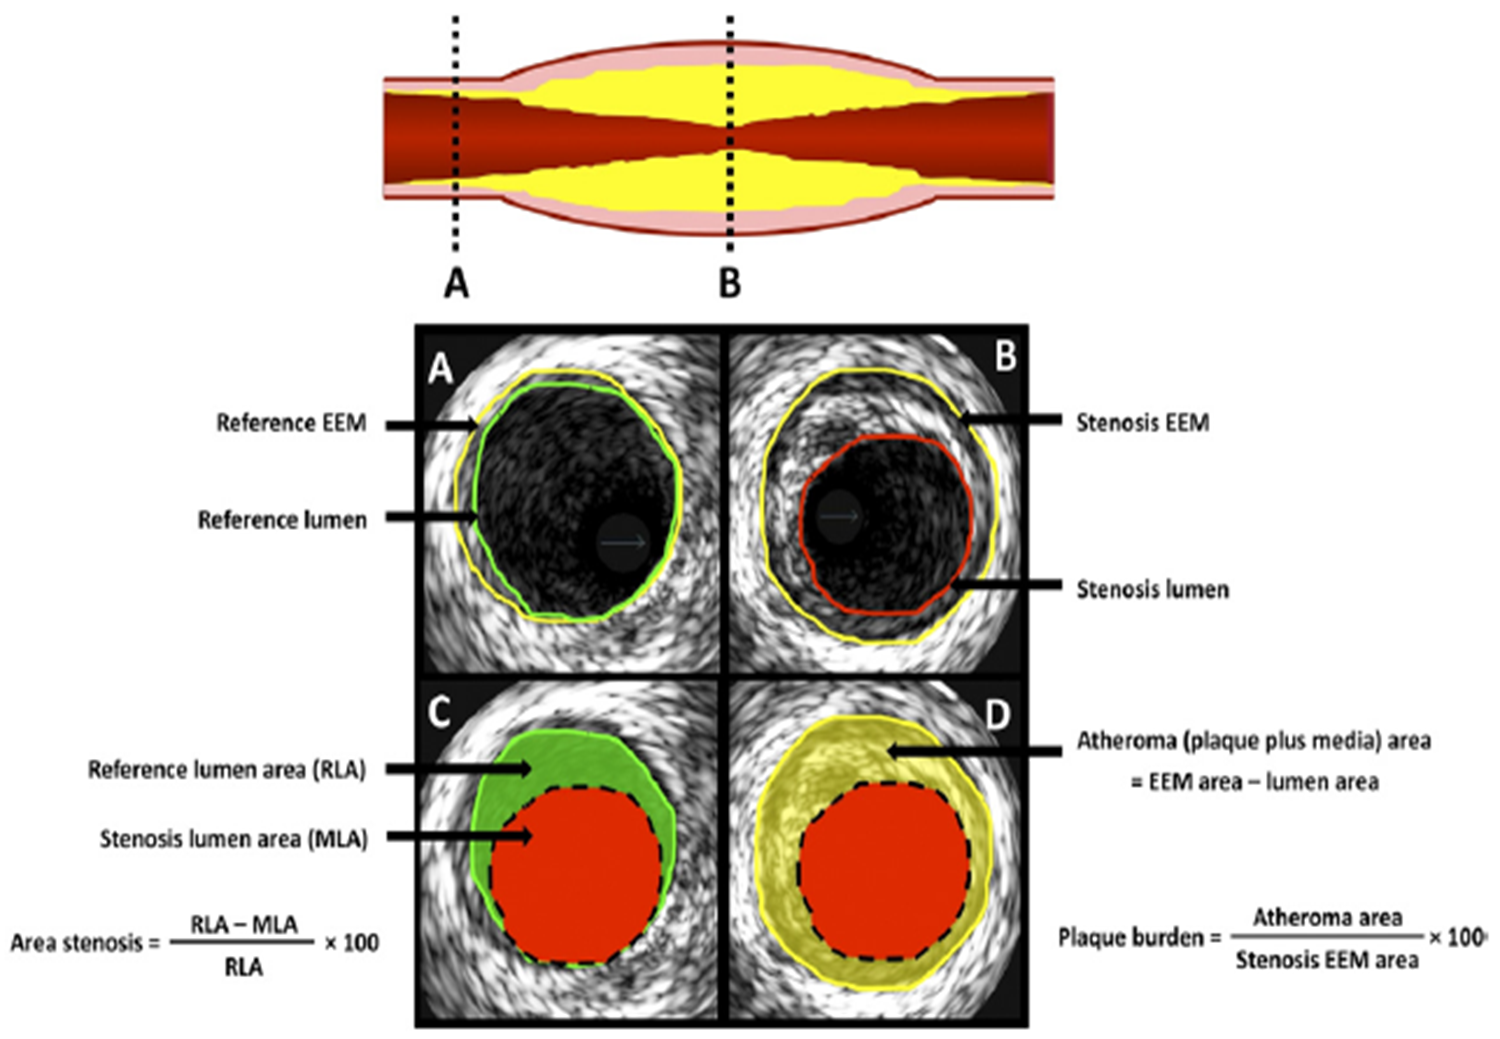 A
B
A
B
Reference EEM
Stenosis EEM
Reference lumen
Stenosis lumen
C
D
Reference lumen area (RLA)
Atheroma (plaque plus media) area
= EEM area – lumen area
Stenosis lumen area (MLA)
Area stenosis = RLA – MLA / RLA × 100
Plaque burden = Atheroma area / Stenosis EEM area × 100